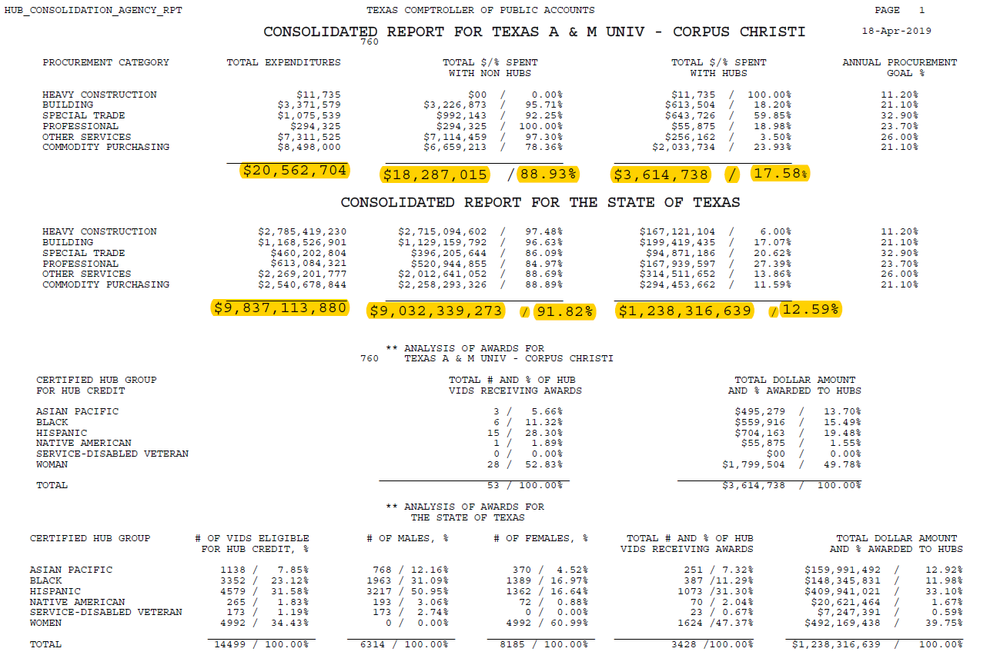 HUB_CONSOLIDATION_AGENCY_RPT TEXAS COMPTROLLER OF PUBLIC ACCOUNTS PAGE 1
CONSOLIDATED REPORT FOR TEXAS A & M UNIV - CORPUS CHRISTI 18-Apr-2019
760
PROCUREMENT CATEGORY TOTAL EXPENDITURES TOTAL $/% SPENT TOTAL $/% SPENT ANNUAL PROCUREMENT
WITH NON HUBS WITH HUBS GOAL %
HEAVY CONSTRUCTION $11,735 $00 / 0.00% $11,735 / 100.00% 11.20%
BUILDING $3,371,579 $3,226,873 / 95.71% $613,504 / 18.20% 21.10%
SPECIAL TRADE $1,075,539 $992,143 / 92.25% $643,726 / 59.85% 32.90%
PROFESSIONAL $294,325 $294,325 / 100.00% $55,875 / 18.98% 23.70%
OTHER SERVICES $7,311,525 $7,114,459 / 97.30% $256,162 / 3.50% 26.00%
COMMODITY PURCHASING $8,498,000 $6,659,213 / 78.36% $2,033,734 / 23.93% 21.10%
$20,562,704 $18,287,015 / 88.93% $3,614,738 / 17.58%
CONSOLIDATED REPORT FOR THE STATE OF TEXAS
HEAVY CONSTRUCTION $2,785,419,230 $2,715,094,602 / 97.48% $167,121,104 / 6.00% 11.20%
BUILDING $1,168,526,901 $1,129,159,792 / 96.63% $199,419,435 / 17.07% 21.10%
SPECIAL TRADE $460,202,804 $396,205,644 / 86.09% $94,871,186 / 20.62% 32.90%
PROFESSIONAL $613,084,321 $520,944,855 / 84.97% $167,939,597 / 27.39% 23.70%
OTHER SERVICES $2,269,201,777 $2,012,641,052 / 88.69% $314,511,652 / 13.86% 26.00%
COMMODITY PURCHASING $2,540,678,844 $2,258,293,326 / 88.89% $294,453,662 / 11.59% 21.10%
$9,837,113,880 $9,032,339,273 / 91.82% $1,238,316,639 / 12.59%
** ANALYSIS OF AWARDS FOR
760 TEXAS A & M UNIV - CORPUS CHRISTI
CERTIFIED HUB GROUP TOTAL # AND % OF HUB TOTAL DOLLAR AMOUNT
FOR HUB CREDIT VIDS RECEIVING AWARDS AND % AWARDED TO HUBS
ASIAN PACIFIC 3 / 5.66% $495,279 / 13.70%
BLACK 6 / 11.32% $559,916 / 15.49%
HISPANIC 15 / 28.30% $704,163 / 19.48%
NATIVE AMERICAN 1 / 1.89% $55,875 / 1.55%
SERVICE-DISABLED VETERAN 0 / 0.00% $00 / 0.00%
WOMAN 28 / 52.83% $1,799,504 / 49.78%
TOTAL 53 / 100.00% $3,614,738 / 100.00%
** ANALYSIS OF AWARDS FOR
THE STATE OF TEXAS
CERTIFIED HUB GROUP # OF VIDS ELIGIBLE # OF MALES, % # OF FEMALES, % TOTAL # AND % OF HUB TOTAL DOLLAR AMOUNT
FOR HUB CREDIT, % VIDS RECEIVING AWARDS AND % AWARDED TO HUBS
ASIAN PACIFIC 1138 / 7.85% 768 / 12.16% 370 / 4.52% 251 / 7.32% $159,991,492 / 12.92%
BLACK 3352 / 23.12% 1963 / 31.09% 1389 / 16.97% 387 /11.29% $148,345,831 / 11.98%
HISPANIC 4579 / 31.58% 3217 / 50.95% 1362 / 16.64% 1073 /31.30% $409,941,021 / 33.10%
NATIVE AMERICAN 265 / 1.83% 193 / 3.06% 72 / 0.88% 70 / 2.04% $20,621,464 / 1.67%
SERVICE-DISABLED VETERAN 173 / 1.19% 173 / 2.74% 0 / 0.00% 23 / 0.67% $7,247,391 / 0.59%
WOMEN 4992 / 34.43% 0 / 0.00% 4992 / 60.99% 1624 /47.37% $492,169,438 / 39.75%
TOTAL 14499 / 100.00% 6314 / 100.00% 8185 / 100.00% 3428 /100.00% $1,238,316,639 / 100.00%